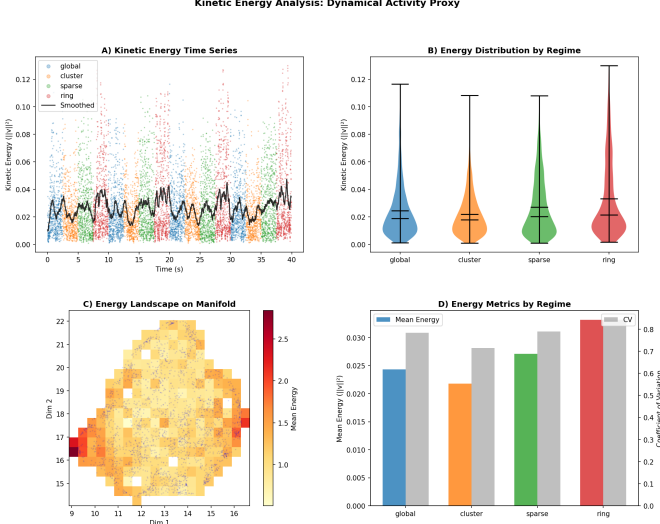 Kinetic Energy Analysis: Dynamical Activity Proxy
A) Kinetic Energy Time Series
Kinetic Energy (||v||²)
0.00
0.02
0.04
0.06
0.08
0.10
0.12
global
cluster
sparse
ring
Smoothed
0
5
10
15
20
25
30
35
40
Time (s)
B) Energy Distribution by Regime
Kinetic Energy (||v||²)
0.00
0.02
0.04
0.06
0.08
0.10
0.12
global
cluster
sparse
ring
C) Energy Landscape on Manifold
Dim 2
22
21
20
19
18
17
16
15
9
10
11
12
13
14
15
16
Dim 1
2.5
2.0
1.5
1.0
Mean Energy
D) Energy Metrics by Regime
Mean Energy
CV
Mean Energy (||v||²)
0.030
0.025
0.020
0.015
0.010
0.005
0.000
global
cluster
sparse
ring
0.8
0.7
0.6
0.5
0.4
0.3
0.2
0.1
0.0
Coefficient of Variation